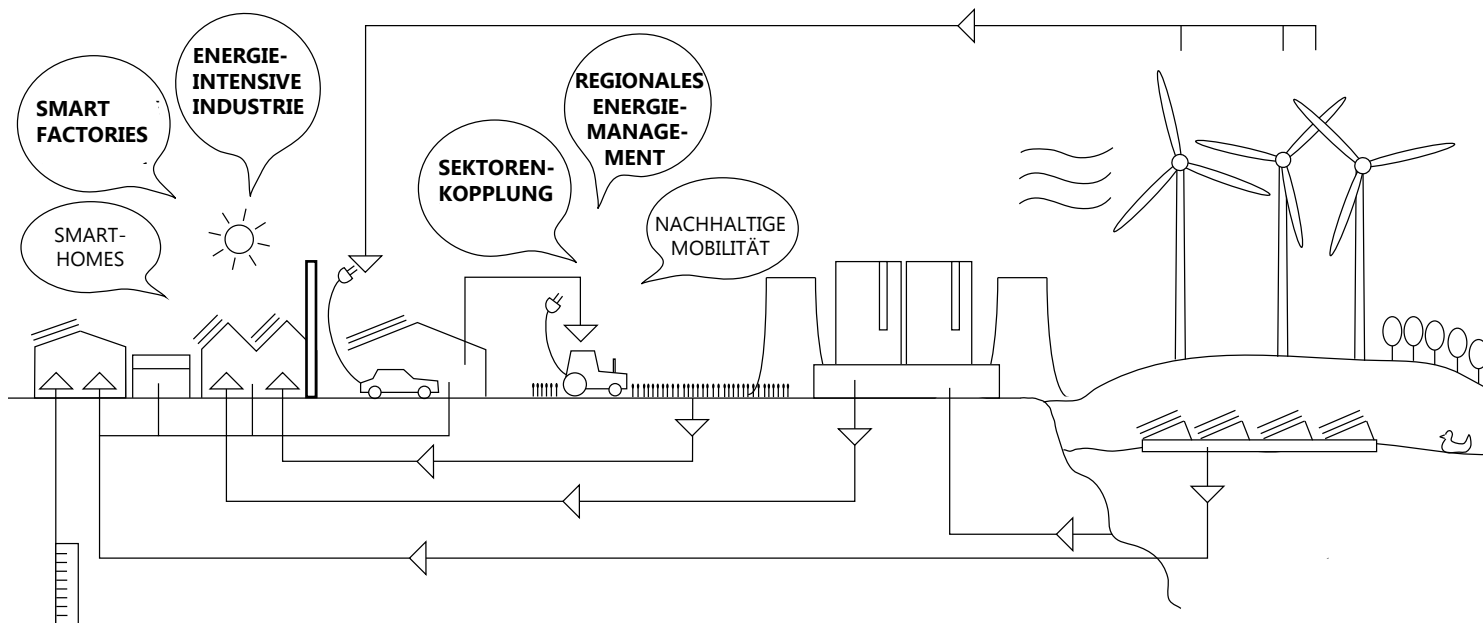 ENERGIE-
INTENSIVE
INDUSTRIE
SMART
FACTORIES
REGIONALES
ENERGIE-
MANAGE-
MENT
SEKTOREN-
KOPPLUNG
SMART-
HOMES
NACHHALTIGE
MOBILITÄT